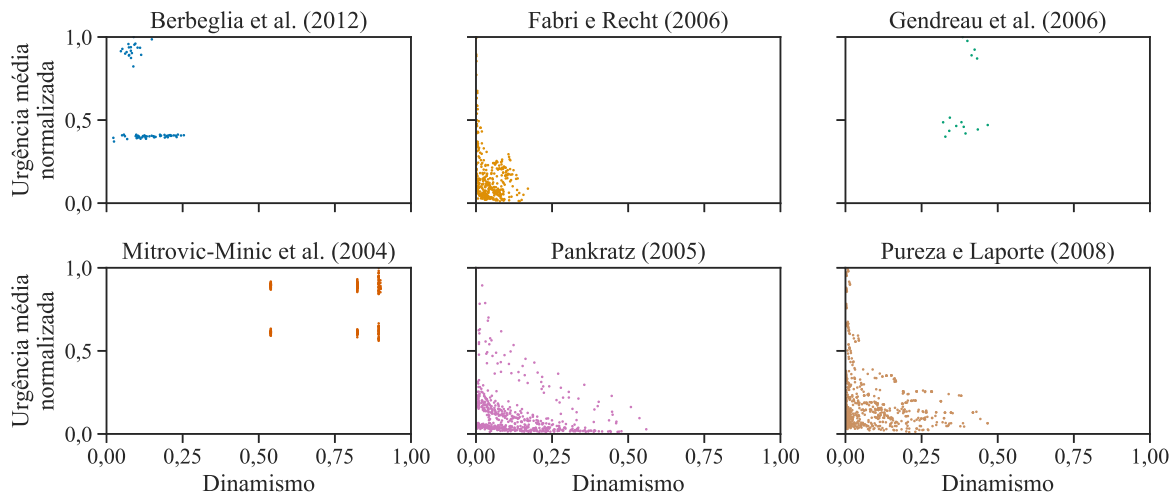 Berbeglia et al. (2012)
Fabri e Recht (2006)
Gendreau et al. (2006)
Urgência média
normalizada
1,0
0,5
0,0
Mitrovic-Minic et al. (2004)
Pankratz (2005)
Pureza e Laporte (2008)
Urgência média
normalizada
1,0
0,5
0,0
0,00 0,25 0,50 0,75 1,00
0,00 0,25 0,50 0,75 1,00
0,00 0,25 0,50 0,75 1,00
Dinamismo
Dinamismo
Dinamismo